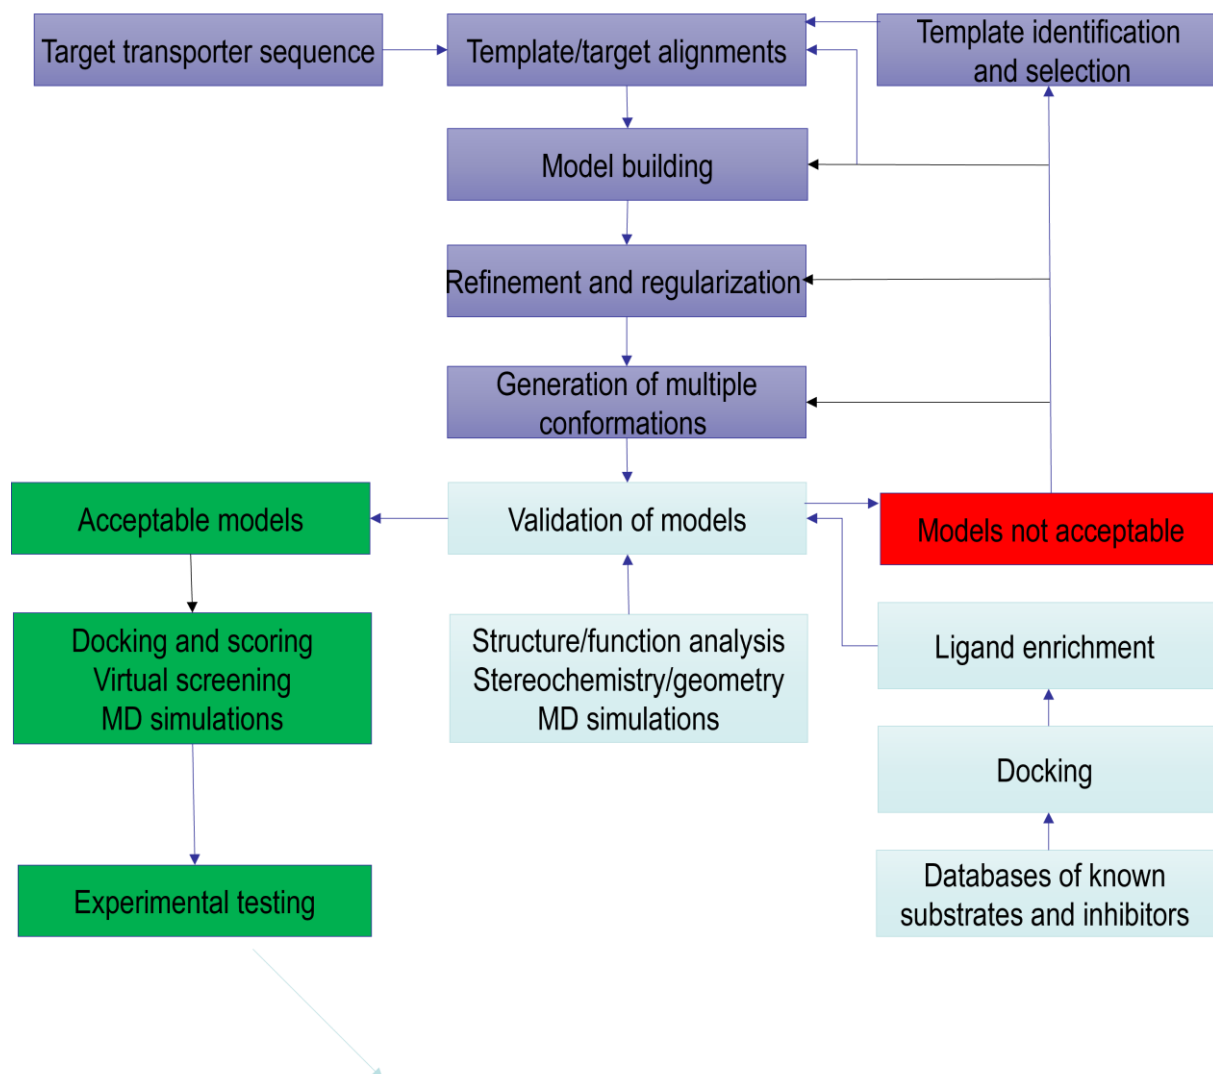 Target transporter sequence
Template/target alignments
Template identification
and selection
Model building
Refinement and regularization
Generation of multiple
conformations
Acceptable models
Validation of models
Models not acceptable
Docking and scoring
Virtual screening
MD simulations
Structure/function analysis
Stereochemistry/geometry
MD simulations
Ligand enrichment
Docking
Experimental testing
Databases of known
substrates and inhibitors